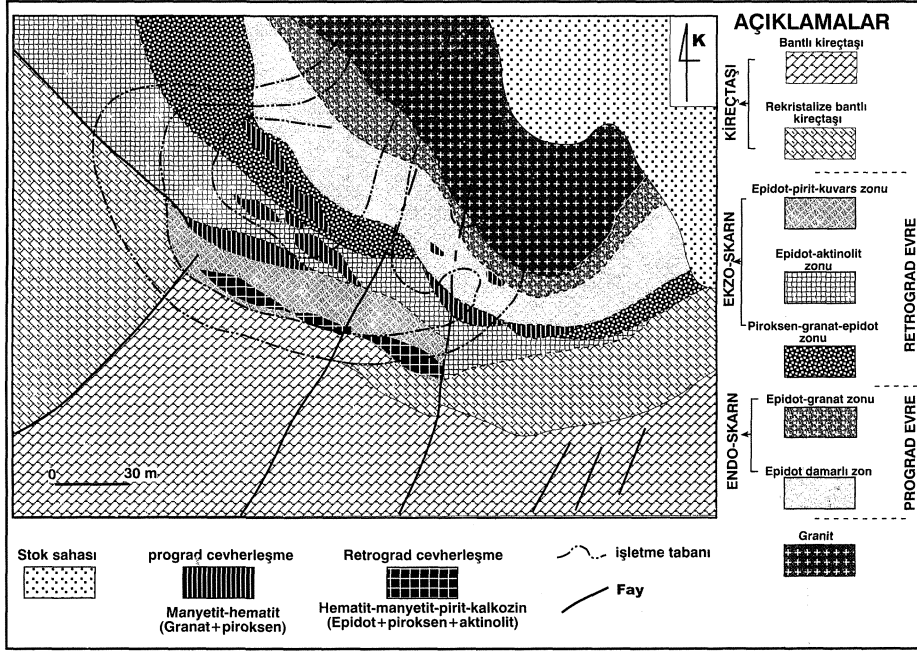 K
0 30 m
AÇIKLAMALAR
KİREÇTAŞI
Bantlı kireçtaşı
Rekristalize bantlı
kireçtaşı
EKZO-SKARN
Epidot-pirit-kuvars zonu
Epidot-aktinolit
zonu
Piroksen-granat-epidot
zonu
RETROGRAD EVRE
ENDO-SKARN
Epidot-granat zonu
Epidot damarlı zon
PROGRAD EVRE
Granit
Stok sahası
prograd cevherleşme
Manyetit-hematit
(Granat+piroksen)
Retrograd cevherleşme
Hematit-manyetit-pirit-kalkozin
(Epidot+piroksen+aktinolit)
işletme tabanı
Fay